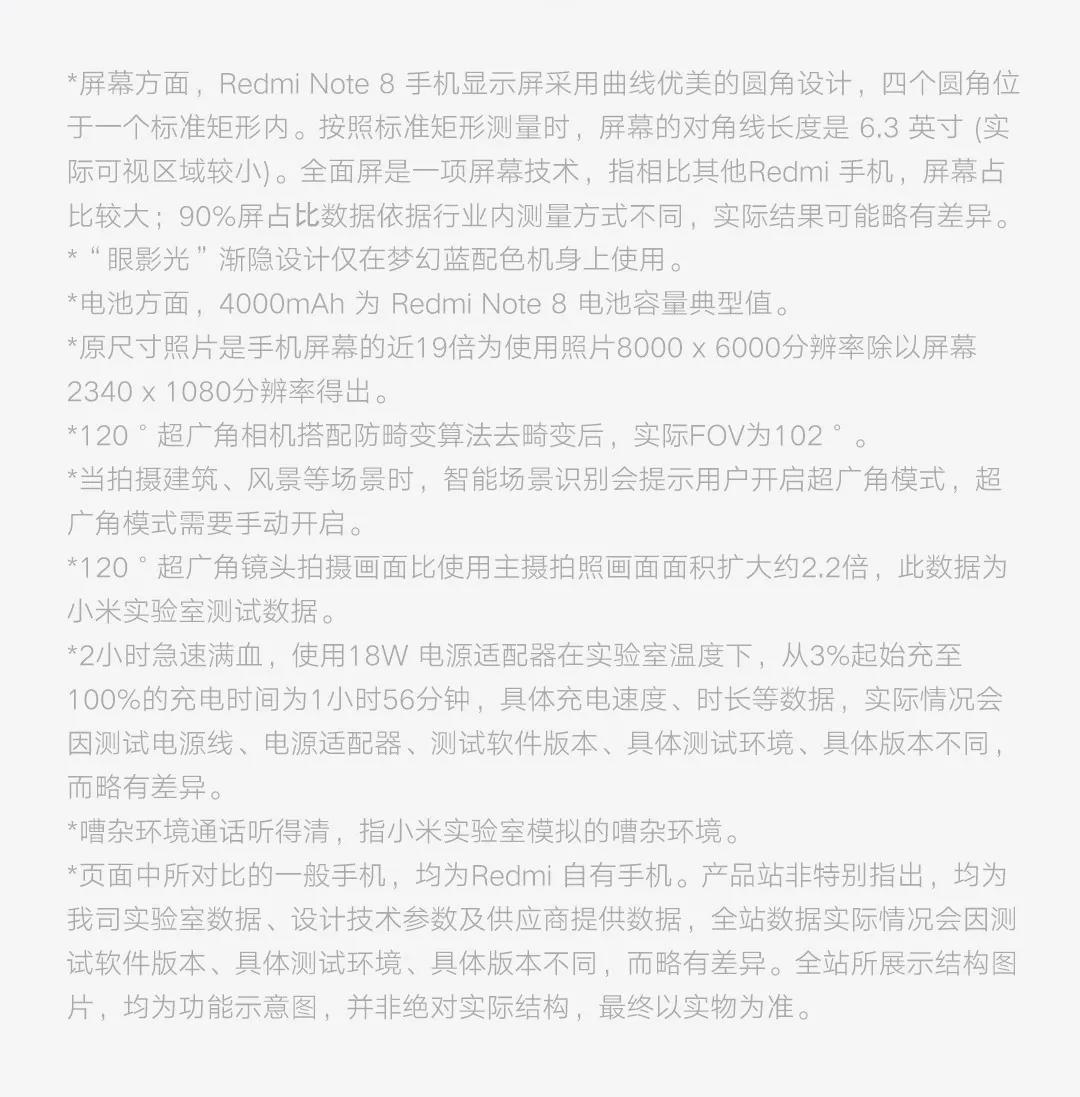 *屏幕方面，Redmi Note 8 手机显示屏采用曲线优美的圆角设计，四个圆角位
于一个标准矩形内。按照标准矩形测量时，屏幕的对角线长度是 6.3 英寸 (实
际可视区域较小)。全面屏是一项屏幕技术，指相比其他Redmi 手机，屏幕占
比较大；90%屏占比数据依据行业内测量方式不同，实际结果可能略有差异。
*“眼影光”渐隐设计仅在梦幻蓝配色机身上使用。
*电池方面，4000mAh 为 Redmi Note 8 电池容量典型值。
*原尺寸照片是手机屏幕的近19倍为使用照片8000 x 6000分辨率除以屏幕
2340 x 1080分辨率得出。
*120°超广角相机搭配防畸变算法去畸变后，实际FOV为102°。
*当拍摄建筑、风景等场景时，智能场景识别会提示用户开启超广角模式，超
广角模式需要手动开启。
*120°超广角镜头拍摄画面比使用主摄拍照画面面积扩大约2.2倍，此数据为
小米实验室测试数据。
*2小时急速满血，使用18W 电源适配器在实验室温度下，从3%起始充至
100%的充电时间为1小时56分钟，具体充电速度、时长等数据，实际情况会
因测试电源线、电源适配器、测试软件版本、具体测试环境、具体版本不同，
而略有差异。
*嘈杂环境通话听得清，指小米实验室模拟的嘈杂环境。
*页面中所对比的一般手机，均为Redmi 自有手机。产品站非特别指出，均为
我司实验室数据、设计技术参数及供应商提供数据，全站数据实际情况会因测
试软件版本、具体测试环境、具体版本不同，而略有差异。全站所展示结构图
片，均为功能示意图，并非绝对实际结构，最终以实物为准。